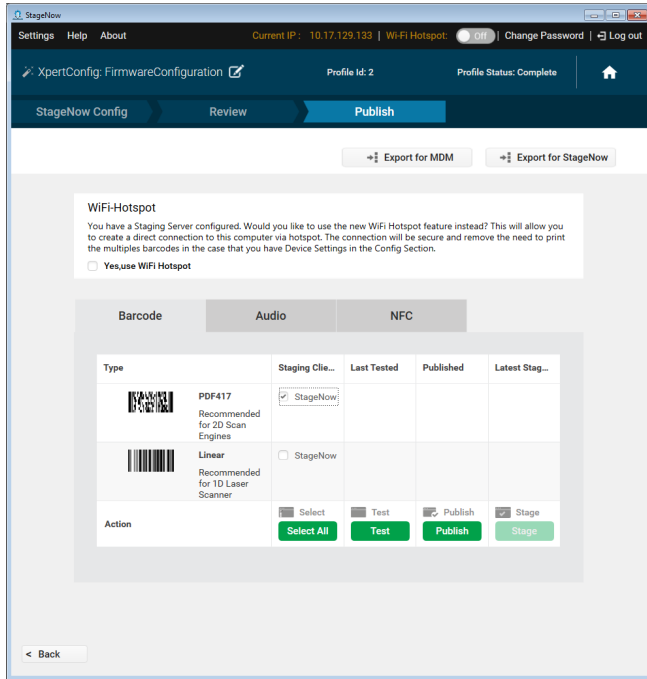 StageNow
Settings Help About Current IP : 10.17.129.133 | Wi-Fi Hotspot: Off | Change Password | Log out
XpertConfig: FirmwareConfiguration Profile Id: 2 Profile Status: Complete
StageNow Config Review Publish
Export for MDM Export for StageNow
WiFi-Hotspot
You have a Staging Server configured. Would you like to use the new WiFi Hotspot feature instead? This will allow you
to create a direct connection to this computer via hotspot. The connection will be secure and remove the need to print
the multiples barcodes in the case that you have Device Settings in the Config Section.
Yes,use WiFi Hotspot
Barcode Audio NFC
Type Staging Clie... Last Tested Published Latest Stag...
PDF417 StageNow
Recommended
for 2D Scan
Engines
Linear StageNow
Recommended
for 1D Laser
Scanner
Select Test Publish Stage
Action Select All Test Publish Stage
< Back